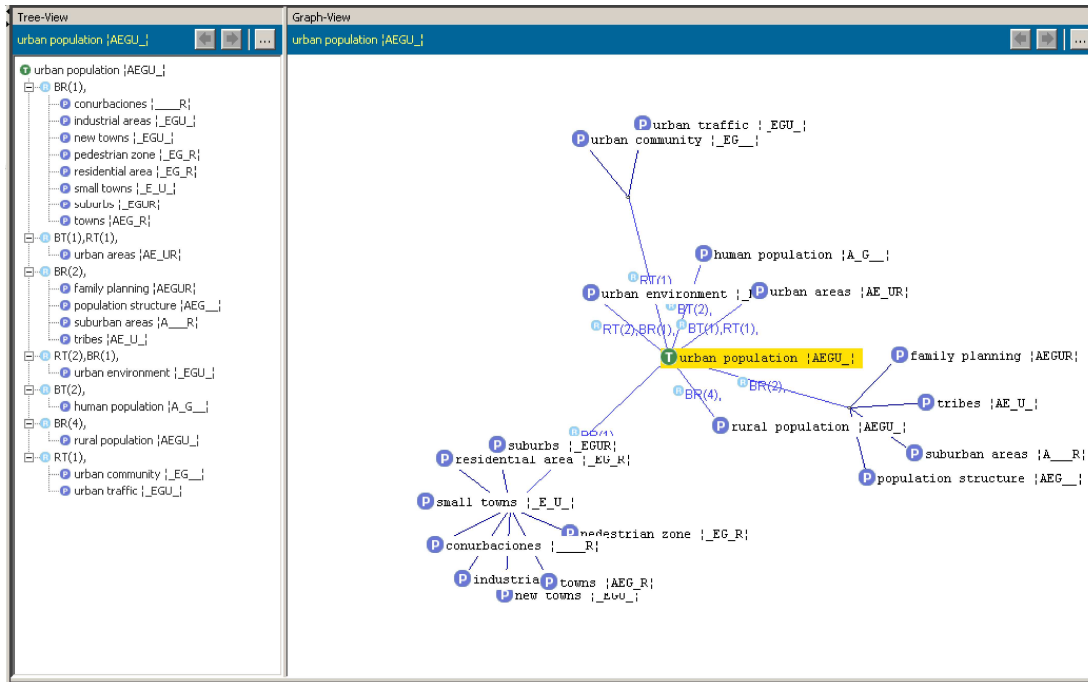 Tree-View
urban population ¦AEGU_¦
...
urban population ¦AEGU_¦
BR(1),
conurbaciones ¦____R¦
industrial areas ¦_EGU_¦
new towns ¦_EGU_¦
pedestrian zone ¦_EG_R¦
residential area ¦_EG_R¦
small towns ¦_E_U_¦
suburbs ¦_EGUR¦
towns ¦AEG_R¦
BT(1),RT(1),
urban areas ¦AE_UR¦
BR(2),
family planning ¦AEGUR¦
population structure ¦AEG__¦
suburban areas ¦A___R¦
tribes ¦AE_U_¦
RT(2),BR(1),
urban environment ¦_EGU_¦
BT(2),
human population ¦A_G__¦
BR(4),
rural population ¦AEGU_¦
RT(1),
urban community ¦_EG__¦
urban traffic ¦_EGU_¦
Graph-View
urban population ¦AEGU_¦
...
urban traffic ¦_EGU_¦
urban community ¦_EG__¦
human population ¦A_G__¦
RT(1)
urban environment ¦_
urban areas ¦AE_UR¦
BT(2),
RT(2),BR(1),
BT(1),RT(1),
urban population ¦AEGU_¦
family planning ¦AEGUR¦
BR(2),
BR(4),
tribes ¦AE_U_¦
rural population ¦AEGU_¦
BR(1)
suburbs ¦_EGUR¦
suburban areas ¦A___R¦
residential area ¦_EG_R¦
population structure ¦AEG__¦
small towns ¦_E_U_¦
pedestrian zone ¦_EG_R¦
conurbaciones ¦____R¦
industria
towns ¦AEG_R¦
new towns ¦_EGU_¦